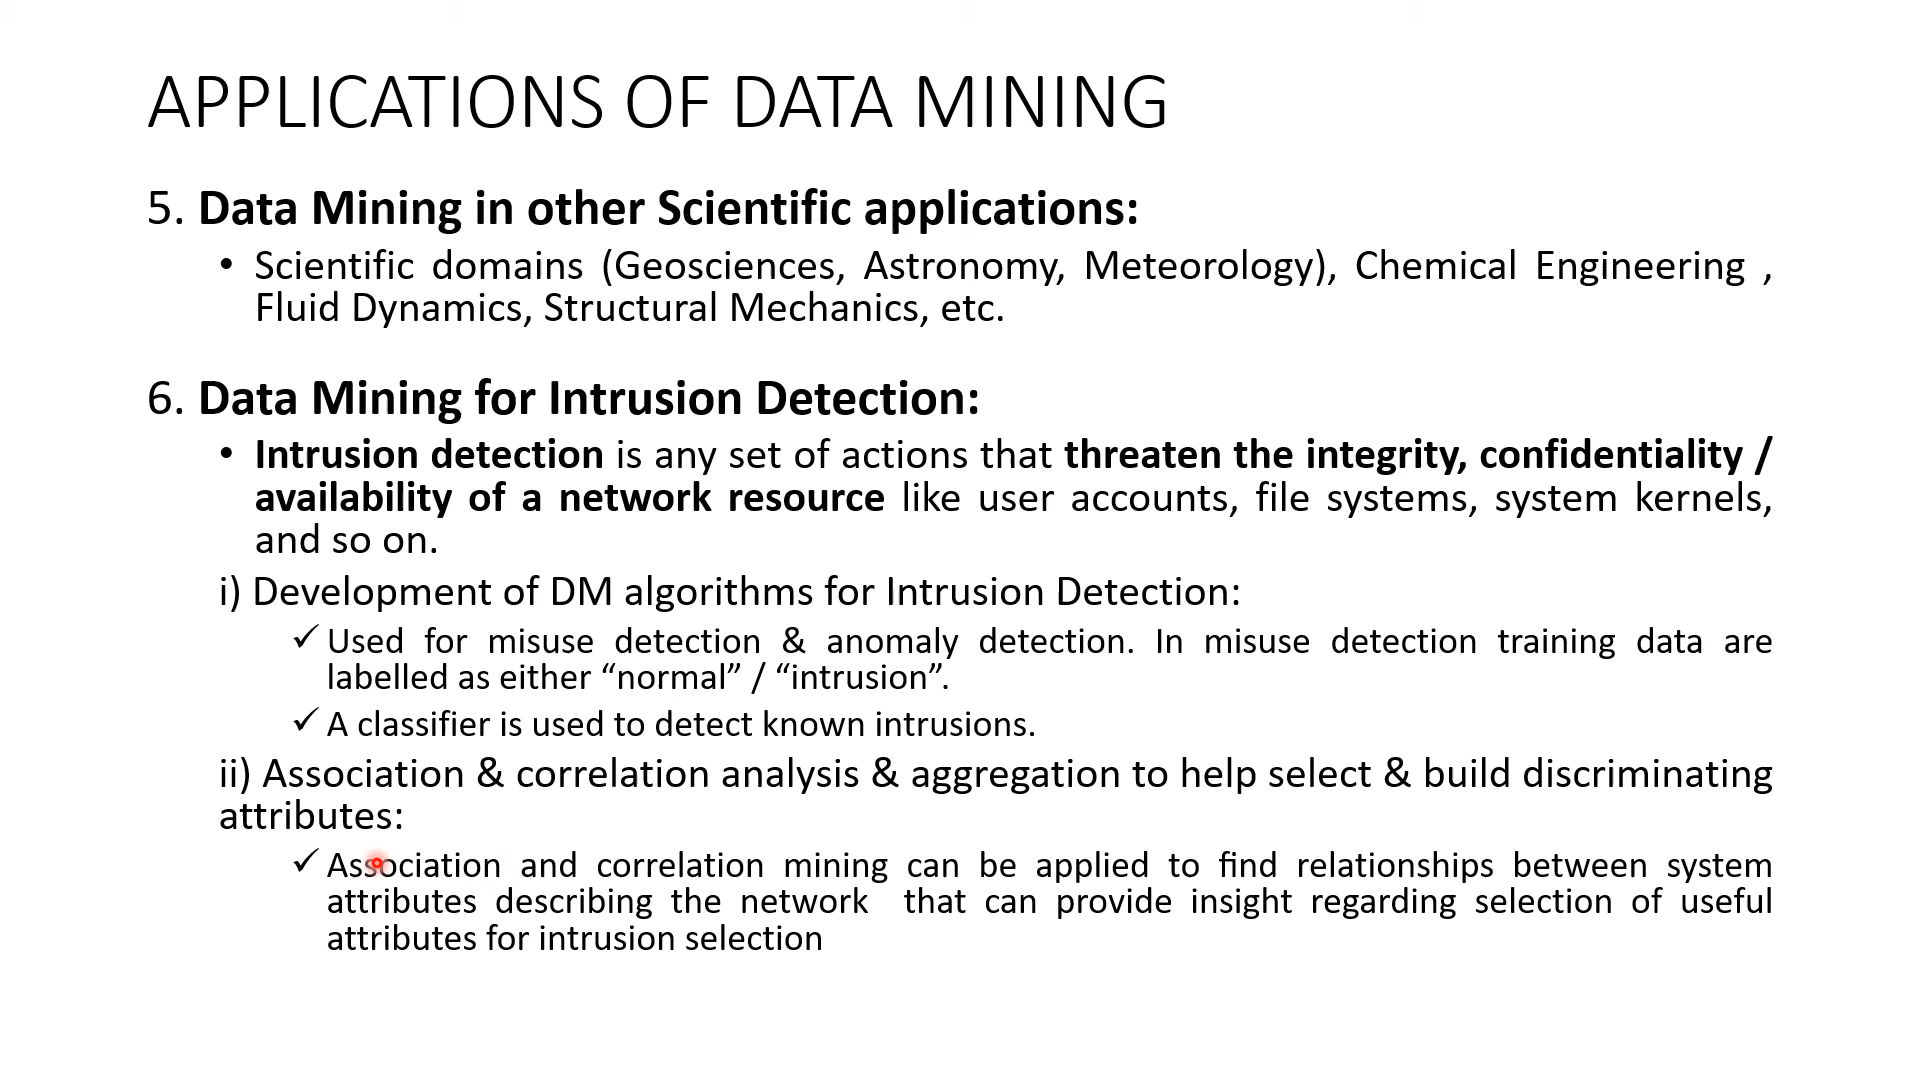 APPLICATIONS OF DATA MINING
5. Data Mining in other Scientific applications:
• Scientific domains (Geosciences, Astronomy, Meteorology), Chemical Engineering ,
Fluid Dynamics, Structural Mechanics, etc.
6. Data Mining for Intrusion Detection:
• Intrusion detection is any set of actions that threaten the integrity, confidentiality /
availability of a network resource like user accounts, file systems, system kernels,
and so on.
i) Development of DM algorithms for Intrusion Detection:
✓ Used for misuse detection & anomaly detection. In misuse detection training data are
labelled as either “normal” / “intrusion”.
✓ A classifier is used to detect known intrusions.
ii) Association & correlation analysis & aggregation to help select & build discriminating
attributes:
✓ Association and correlation mining can be applied to find relationships between system
attributes describing the network that can provide insight regarding selection of useful
attributes for intrusion selection